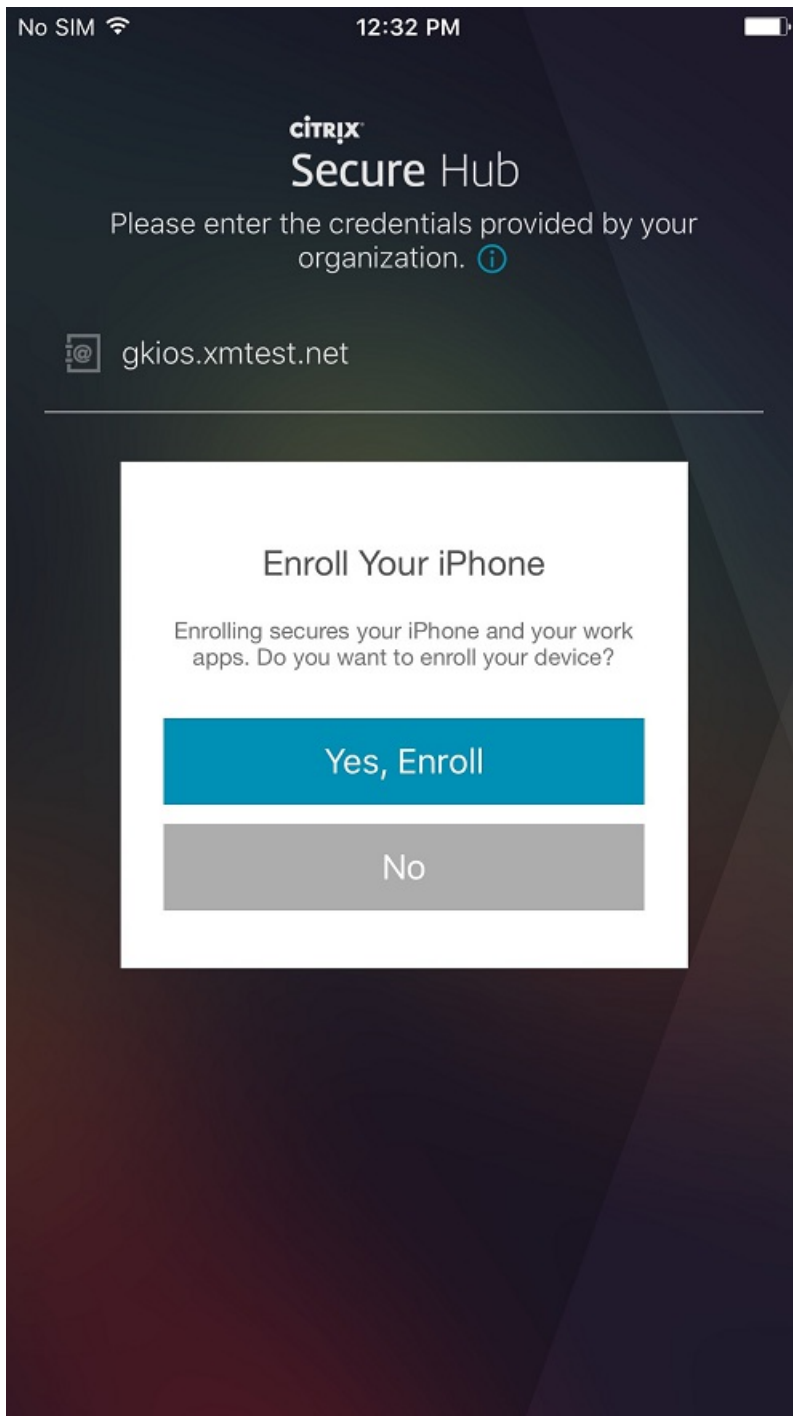 No SIM
12:32 PM
CİTRIX
Secure Hub
Please enter the credentials provided by your
organization.
gkios.xmtest.net
Enroll Your iPhone
Enrolling secures your iPhone and your work
apps. Do you want to enroll your device?
Yes, Enroll
No